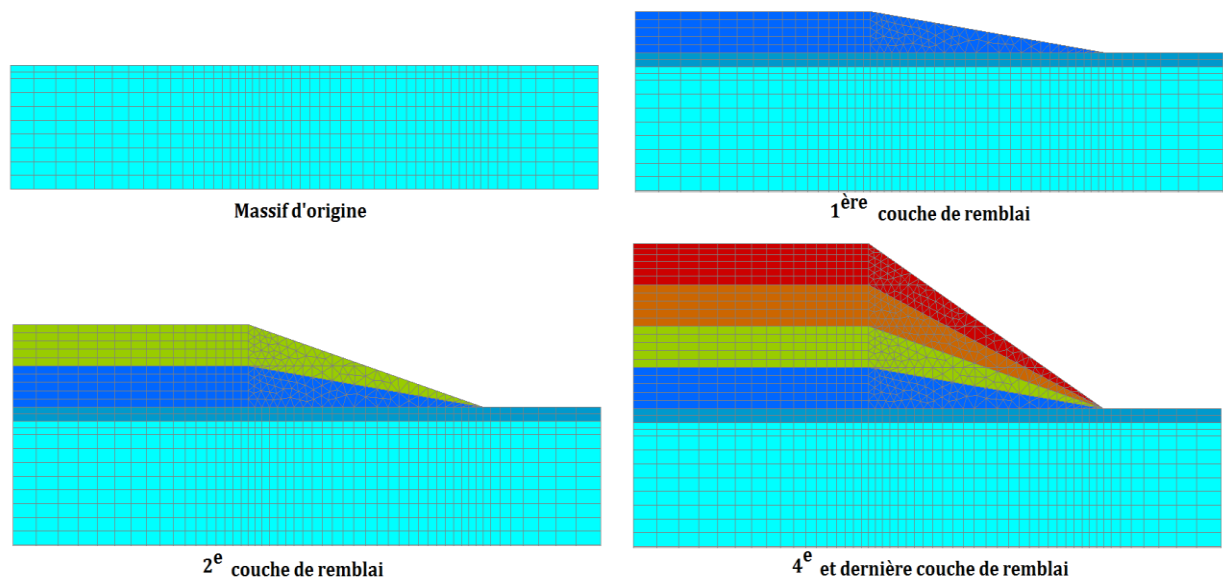 Massif d'origine
1ère couche de remblai
2e couche de remblai
4e et dernière couche de remblai